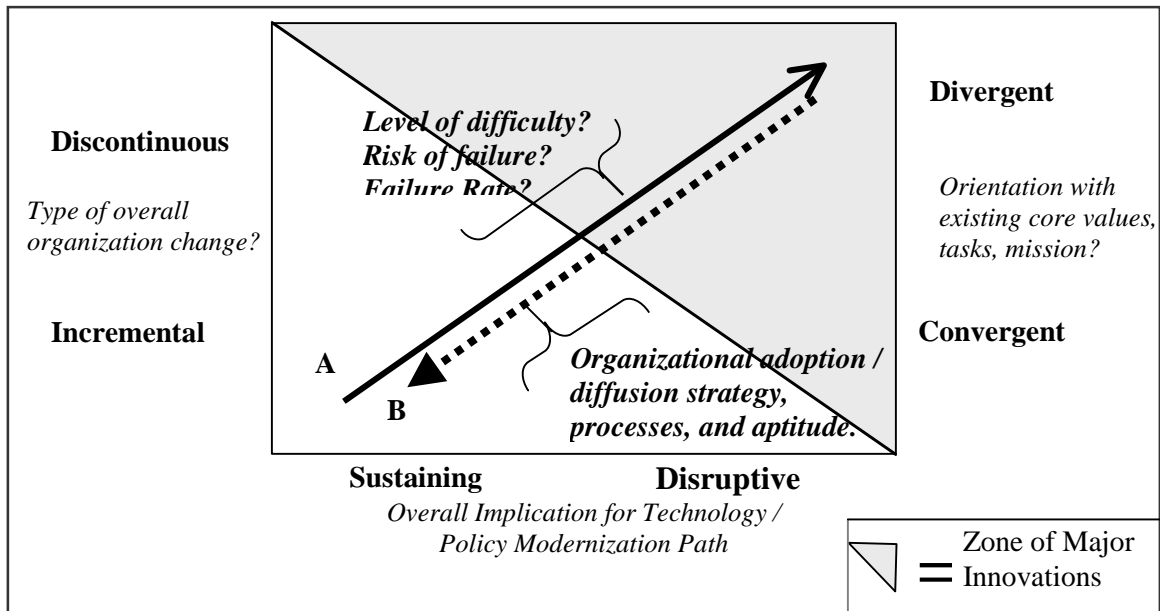 Discontinuous
Type of overall
organization change?
Incremental
Level of difficulty?
Risk of failure?
Failure Rate?
A
B
Organizational adoption /
diffusion strategy,
processes, and aptitude.
Divergent
Orientation with
existing core values,
tasks, mission?
Convergent
Sustaining Disruptive
Overall Implication for Technology /
Policy Modernization Path
= Zone of Major
Innovations